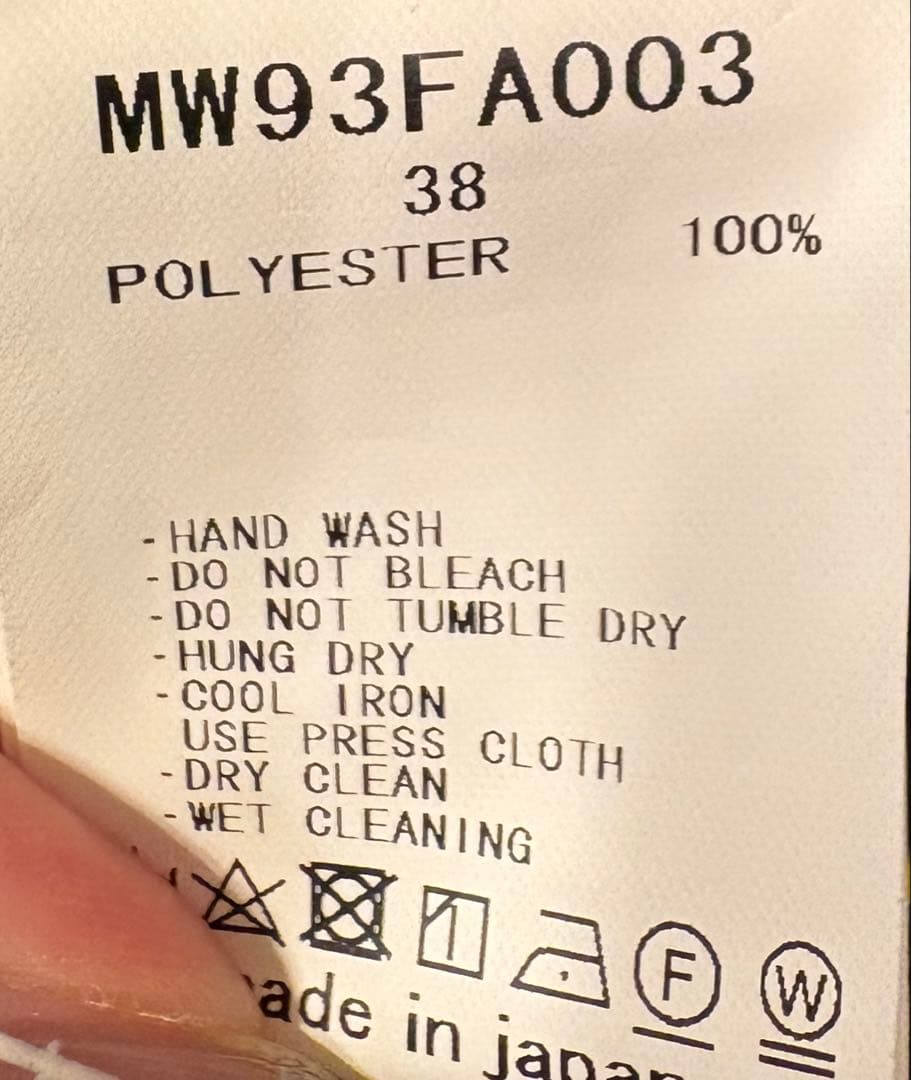 MW93FA003
38
POLYESTER 100%
-HAND WASH
-DO NOT BLEACH
-DO NOT TUMBLE DRY
-HUNG DRY
-COOL IRON
USE PRESS CLOTH
-DRY CLEAN
-WET CLEANING
F W
ade in japan